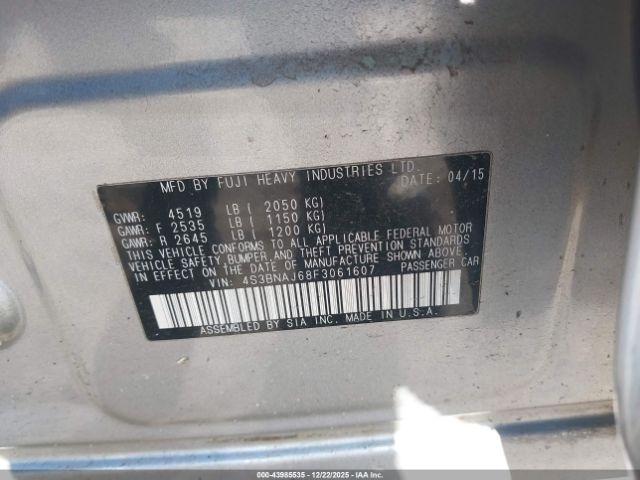 MFD BY FUJI HEAVY INDUSTRIES LTD.
DATE: 04/15
GVWR: 4519 LB ( 2050 KG)
GAWR: F 2535 LB ( 1150 KG)
GAWR: R 2645 LB ( 1200 KG)
THIS VEHICLE CONFORMS TO ALL APPLICABLE FEDERAL MOTOR
VEHICLE SAFETY, BUMPER, AND THEFT PREVENTION STANDARDS
IN EFFECT ON THE DATE OF MANUFACTURE SHOWN ABOVE.
VIN: 4S3BNAJ68F3061607 PASSENGER CAR
ASSEMBLED BY SIA INC. MADE IN U.S.A.
000-43985535 - 12/22/2025 - IAAI.COM